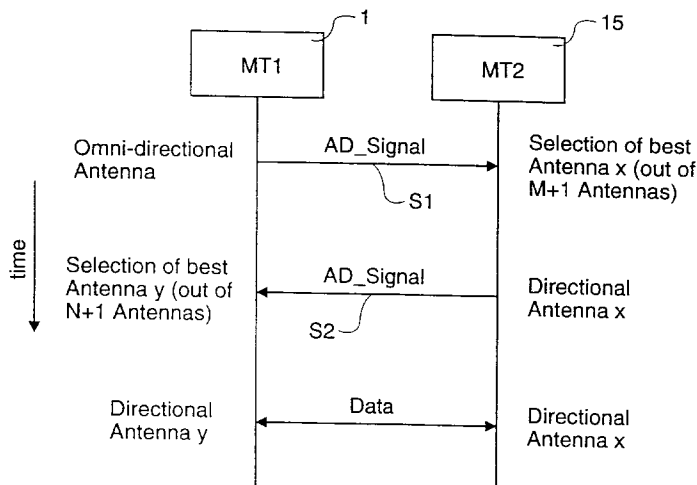 1
15
MT1
MT2
Omni-directional
Antenna
AD_Signal
S1
Selection of best
Antenna x (out of
M+1 Antennas)
time
Selection of best
Antenna y (out of
N+1 Antennas)
AD_Signal
S2
Directional
Antenna x
Directional
Antenna y
Data
Directional
Antenna x